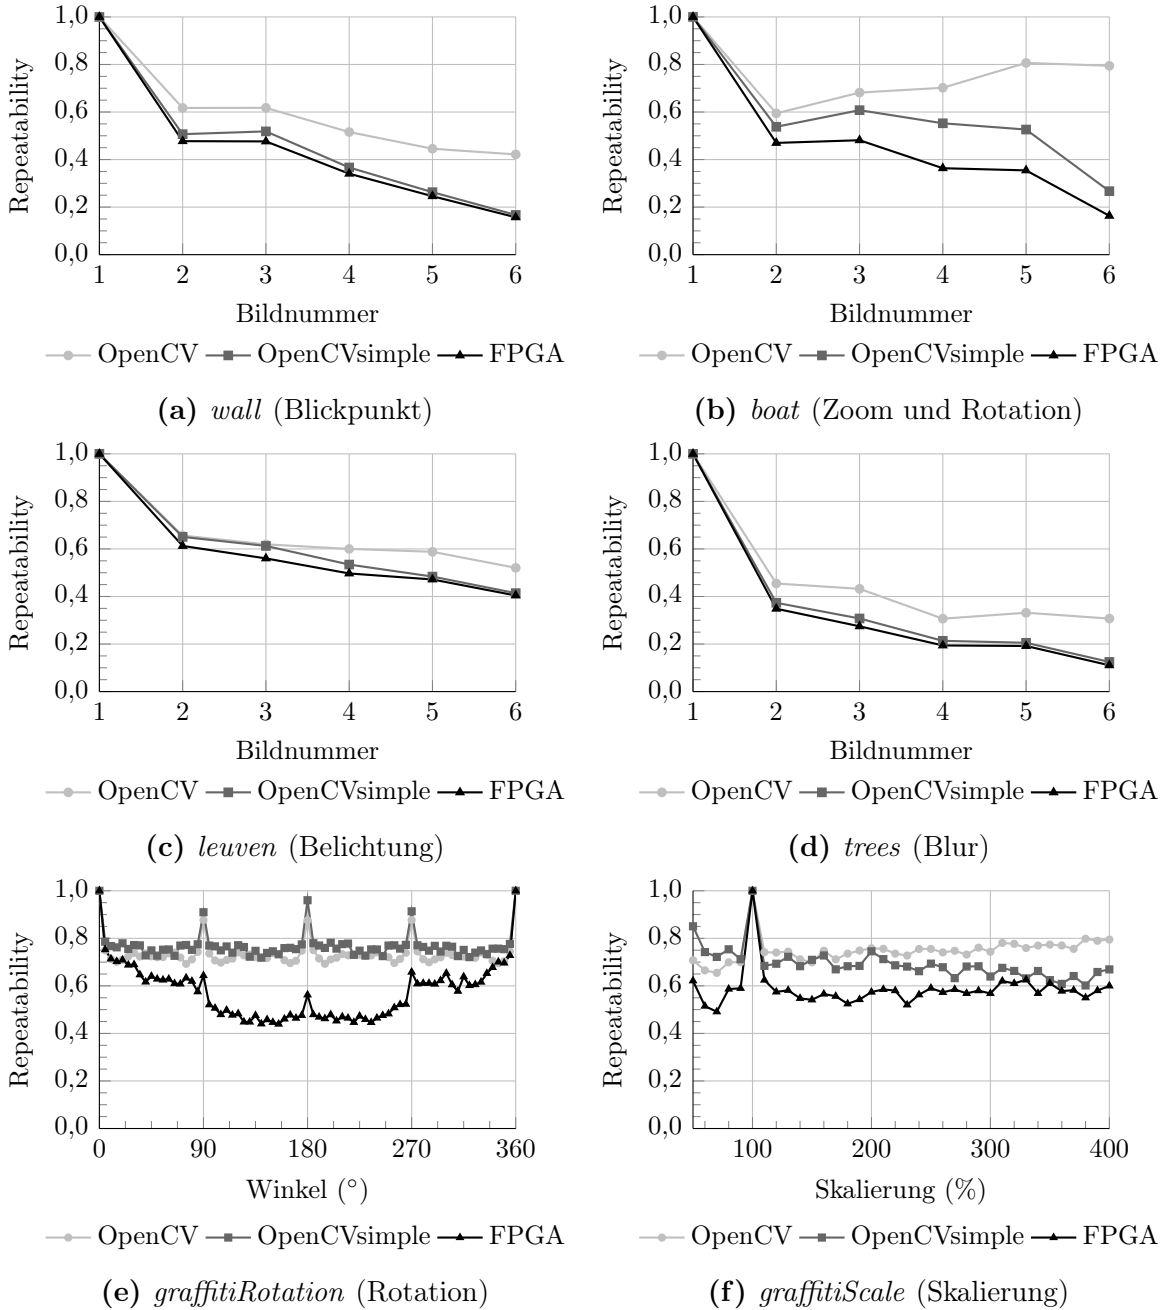 1,0
0,8
0,6
0,4
0,2
0,0
Repeatability
1 2 3 4 5 6
Bildnummer
OpenCV OpenCVsimple FPGA
(a) wall (Blickpunkt)
1,0
0,8
0,6
0,4
0,2
0,0
Repeatability
1 2 3 4 5 6
Bildnummer
OpenCV OpenCVsimple FPGA
(b) boat (Zoom und Rotation)
1,0
0,8
0,6
0,4
0,2
0,0
Repeatability
1 2 3 4 5 6
Bildnummer
OpenCV OpenCVsimple FPGA
(c) leuven (Belichtung)
1,0
0,8
0,6
0,4
0,2
0,0
Repeatability
1 2 3 4 5 6
Bildnummer
OpenCV OpenCVsimple FPGA
(d) trees (Blur)
1,0
0,8
0,6
0,4
0,2
0,0
Repeatability
0 90 180 270 360
Winkel (°)
OpenCV OpenCVsimple FPGA
(e) graffitiRotation (Rotation)
1,0
0,8
0,6
0,4
0,2
0,0
Repeatability
100 200 300 400
Skalierung (%)
OpenCV OpenCVsimple FPGA
(f) graffitiScale (Skalierung)